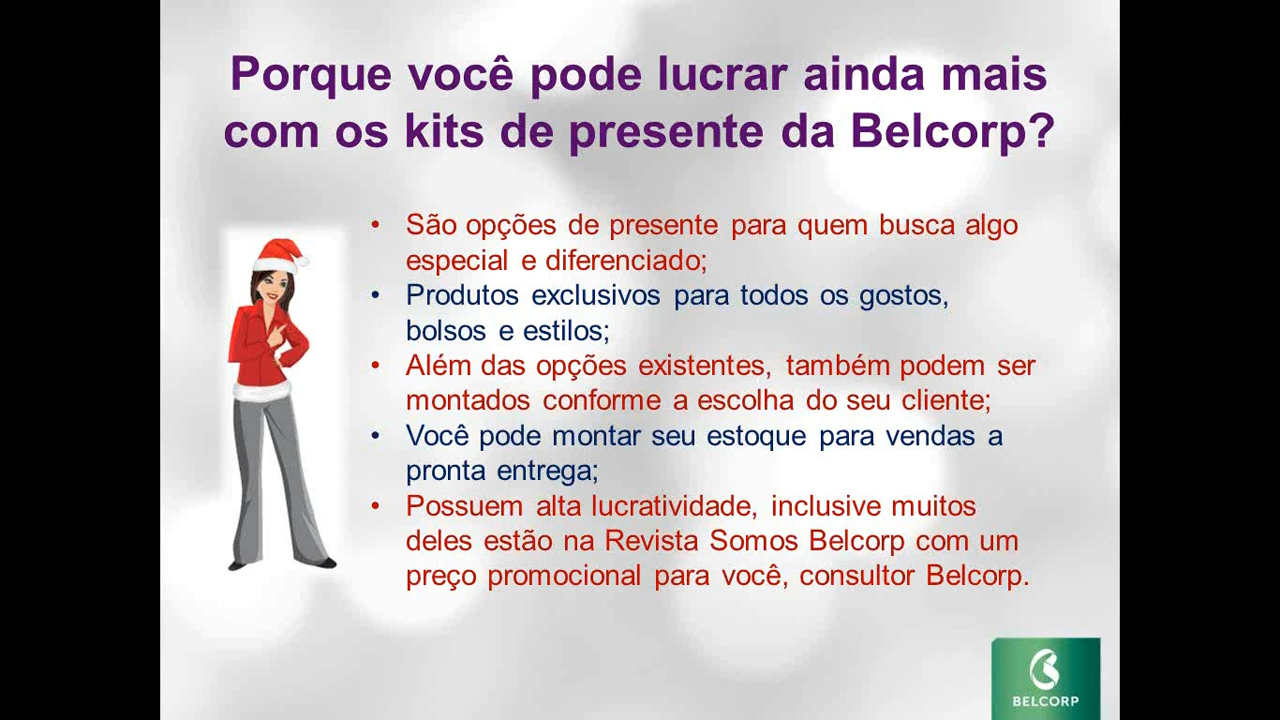 Porque você pode lucrar ainda mais
com os kits de presente da Belcorp?
• São opções de presente para quem busca algo
especial e diferenciado;
• Produtos exclusivos para todos os gostos,
bolsos e estilos;
• Além das opções existentes, também podem ser
montados conforme a escolha do seu cliente;
• Você pode montar seu estoque para vendas a
pronta entrega;
• Possuem alta lucratividade, inclusive muitos
deles estão na Revista Somos Belcorp com um
preço promocional para você, consultor Belcorp.
BELCORP